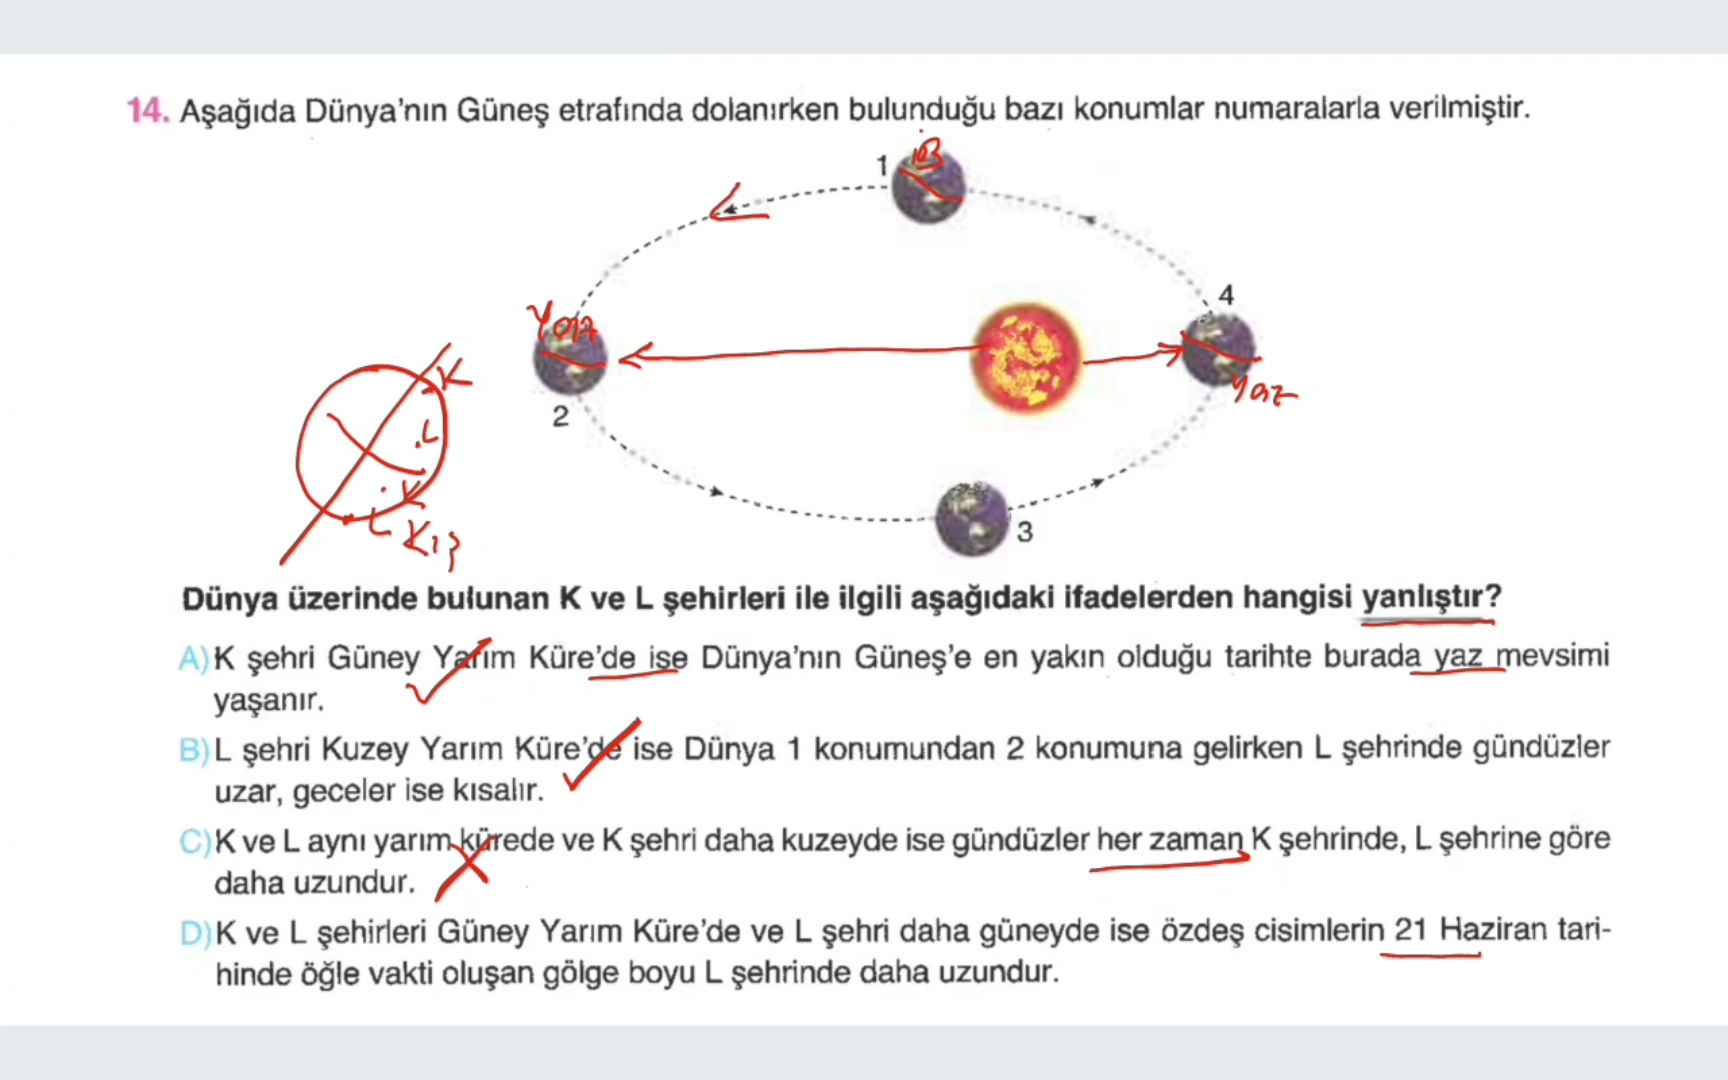 14. Aşağıda Dünya'nın Güneş etrafında dolanırken bulunduğu bazı konumlar numaralarla verilmiştir.
1
4
Yaz
2
Yaz
K
L
K
L
Kış
3
Dünya üzerinde bulunan K ve L şehirleri ile ilgili aşağıdaki ifadelerden hangisi yanlıştır?
A) K şehri Güney Yarım Küre'de ise Dünya'nın Güneş'e en yakın olduğu tarihte burada yaz mevsimi
yaşanır.
B) L şehri Kuzey Yarım Küre'de ise Dünya 1 konumundan 2 konumuna gelirken L şehrinde gündüzler
uzar, geceler ise kısalır.
C) K ve L aynı yarım kürede ve K şehri daha kuzeyde ise gündüzler her zaman K şehrinde, L şehrine göre
daha uzundur.
D) K ve L şehirleri Güney Yarım Küre'de ve L şehri daha güneyde ise özdeş cisimlerin 21 Haziran tari-
hinde öğle vakti oluşan gölge boyu L şehrinde daha uzundur.